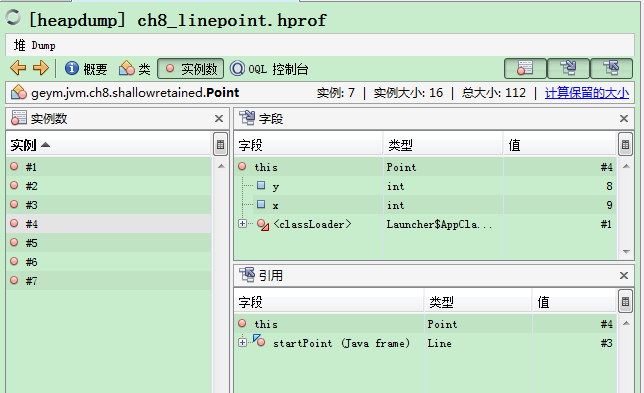 [heapdump] ch8_linepoint.hprof
堆 Dump
概要 类 实例数 OQL 控制台
geym.jvm.ch8.shallowretained.Point 实例: 7 | 实例大小: 16 | 总大小: 112 | 计算保留的大小
实例数
实例
#1
#2
#3
#4
#5
#6
#7
字段
字段 类型 值
this Point #4
y int 8
x int 9
<classLoader> Launcher$AppCla... #1
引用
字段 类型 值
this Point #4
startPoint (Java frame) Line #3